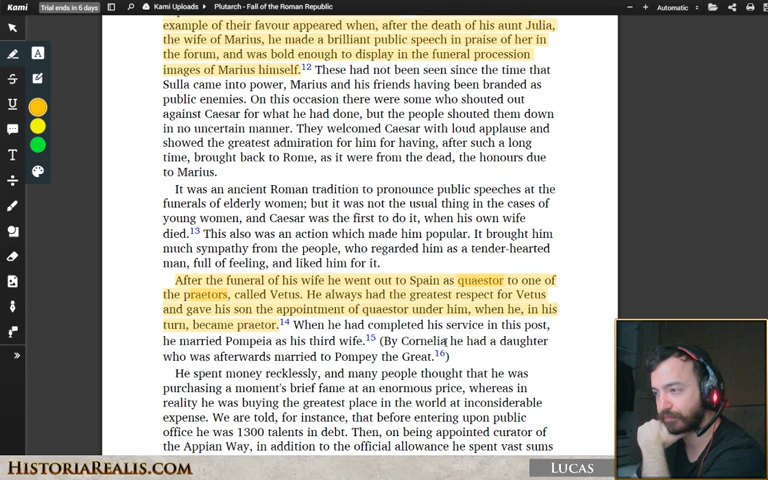 Kami
Trial ends in 6 days
Kami Uploads
Plutarch - Fall of the Roman Republic
Automatic
example of their favour appeared when, after the death of his aunt Julia,
the wife of Marius, he made a brilliant public speech in praise of her in
the forum, and was bold enough to display in the funeral procession
images of Marius himself.12 These had not been seen since the time that
Sulla came into power, Marius and his friends having been branded as
public enemies. On this occasion there were some who shouted out
against Caesar for what he had done, but the people shouted them down
in no uncertain manner. They welcomed Caesar with loud applause and
showed the greatest admiration for him for having, after such a long
time, brought back to Rome, as it were from the dead, the honours due
to Marius.
It was an ancient Roman tradition to pronounce public speeches at the
funerals of elderly women; but it was not the usual thing in the cases of
young women, and Caesar was the first to do it, when his own wife
died.13 This also was an action which made him popular. It brought him
much sympathy from the people, who regarded him as a tender-hearted
man, full of feeling, and liked him for it.
After the funeral of his wife he went out to Spain as quaestor to one of
the praetors, called Vetus. He always had the greatest respect for Vetus
and gave his son the appointment of quaestor under him, when he, in his
turn, became praetor.14 When he had completed his service in this post,
he married Pompeia as his third wife.15 (By Cornelia he had a daughter
who was afterwards married to Pompey the Great.16)
He spent money recklessly, and many people thought that he was
purchasing a moment's brief fame at an enormous price, whereas in
reality he was buying the greatest place in the world at inconsiderable
expense. We are told, for instance, that before entering upon public
office he was 1300 talents in debt. Then, on being appointed curator of
the Appian Way, in addition to the official allowance he spent vast sums
HistoriaRealis.com
Lucas